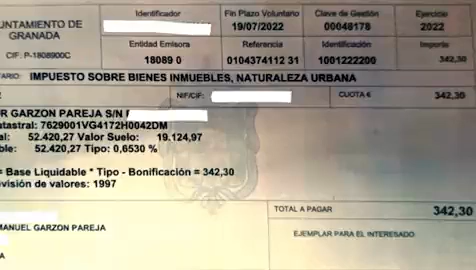 UNTAMIENTO DE
GRANADA
CIF: P-1808900C
Identificador
Fin Plazo Voluntario
19/07/2022
Clave de Gestión
00048178
Ejercicio
2022
Entidad Emisora
18089 0
Referencia
0104374112 31
Identificación
1001222200
Importe
342,30
TARIO: IMPUESTO SOBRE BIENES INMUEBLES, NATURALEZA URBANA
NIF/CIF:
CUOTA €
342,30
R GARZON PAREJA S/N
tastral: 7629001VG4172H0042DM
al: 52.420,27 Valor Suelo: 19.124,97
ble: 52.420,27 Tipo: 0,6530 %
= Base Liquidable * Tipo - Bonificación = 342,30
visión de valores: 1997
TOTAL A PAGAR
342,30
MANUEL GARZON PAREJA
EJEMPLAR PARA EL INTERESADO
A